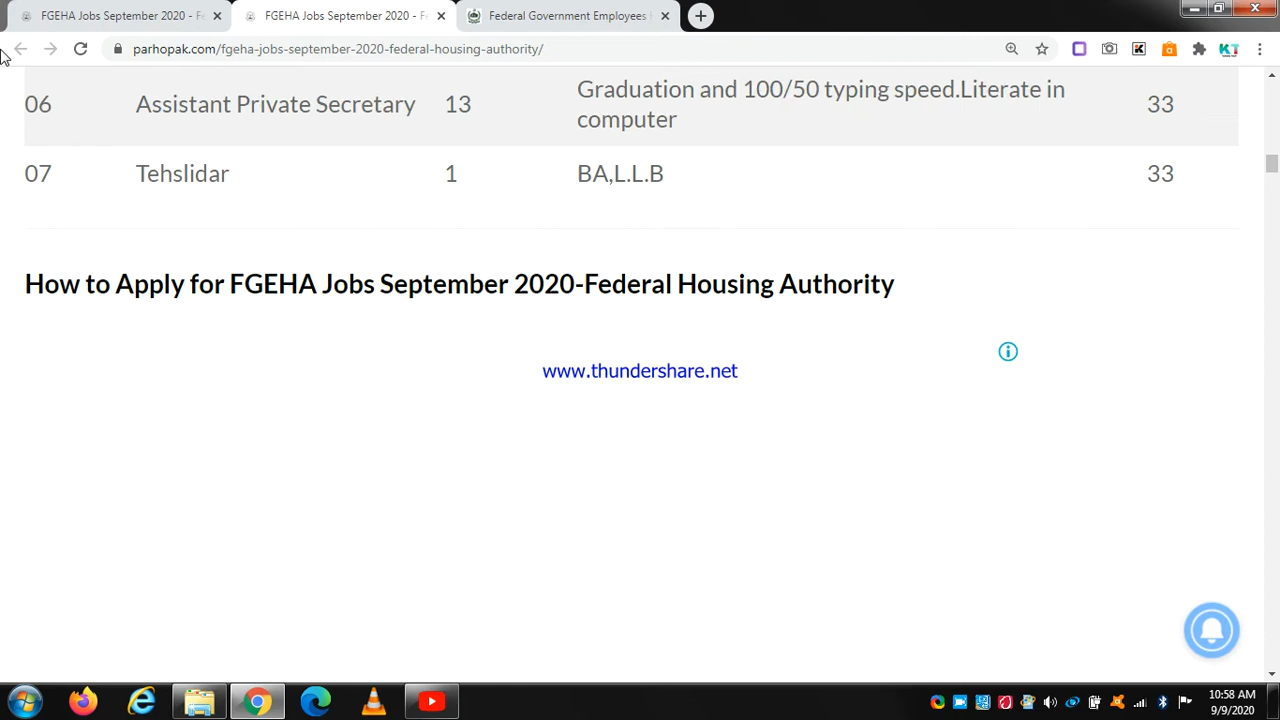 FGEHA Jobs September 2020 - Fe
FGEHA Jobs September 2020 - Fe
Federal Government Employees
parhopak.com/fgeha-jobs-september-2020-federal-housing-authority/
06 Assistant Private Secretary 13 Graduation and 100/50 typing speed.Literate in computer 33
07 Tehslidar 1 BA,L.L.B 33
How to Apply for FGEHA Jobs September 2020-Federal Housing Authority
www.thundershare.net
10:58 AM
9/9/2020